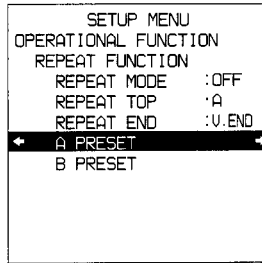 SETUP MENU
OPERATIONAL FUNCTION
REPEAT FUNCTION
REPEAT MODE :OFF
REPEAT TOP :A
REPEAT END :V.END
A PRESET
B PRESET